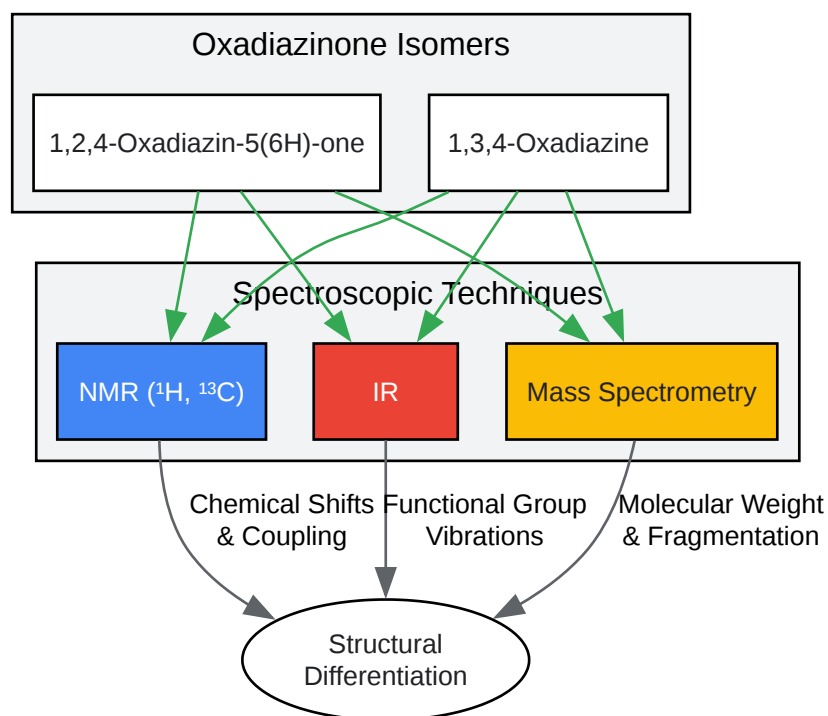 Oxadiazinone Isomers
1,2,4-Oxadiazin-5(6H)-one
1,3,4-Oxadiazine
Spectroscopic Techniques
NMR (¹H, ¹³C)
IR
Mass Spectrometry
Chemical Shifts
& Coupling
Functional Group
Vibrations
Molecular Weight
& Fragmentation
Structural
Differentiation